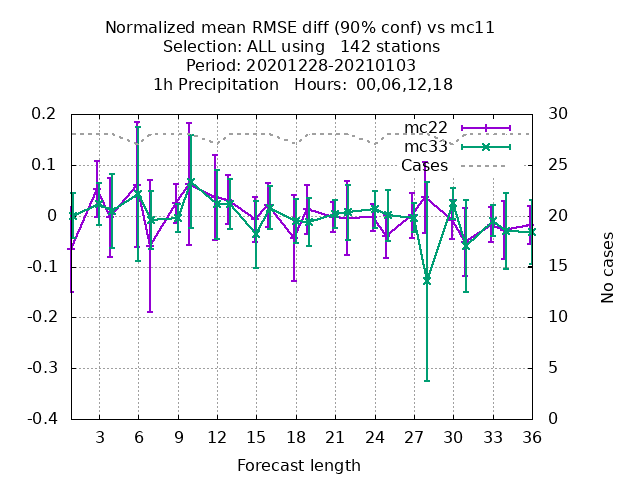 Normalized mean RMSE diff (90% conf) vs mc11
Selection: ALL using   142 stations
Period: 20201228-20210103
1h Precipitation   Hours:  00,06,12,18
0.2
0.1
0
-0.1
-0.2
-0.3
-0.4
mc22
mc33
Cases
30
25
20
15
10
5
0
No cases
3 6 9 12 15 18 21 24 27 30 33 36
Forecast length